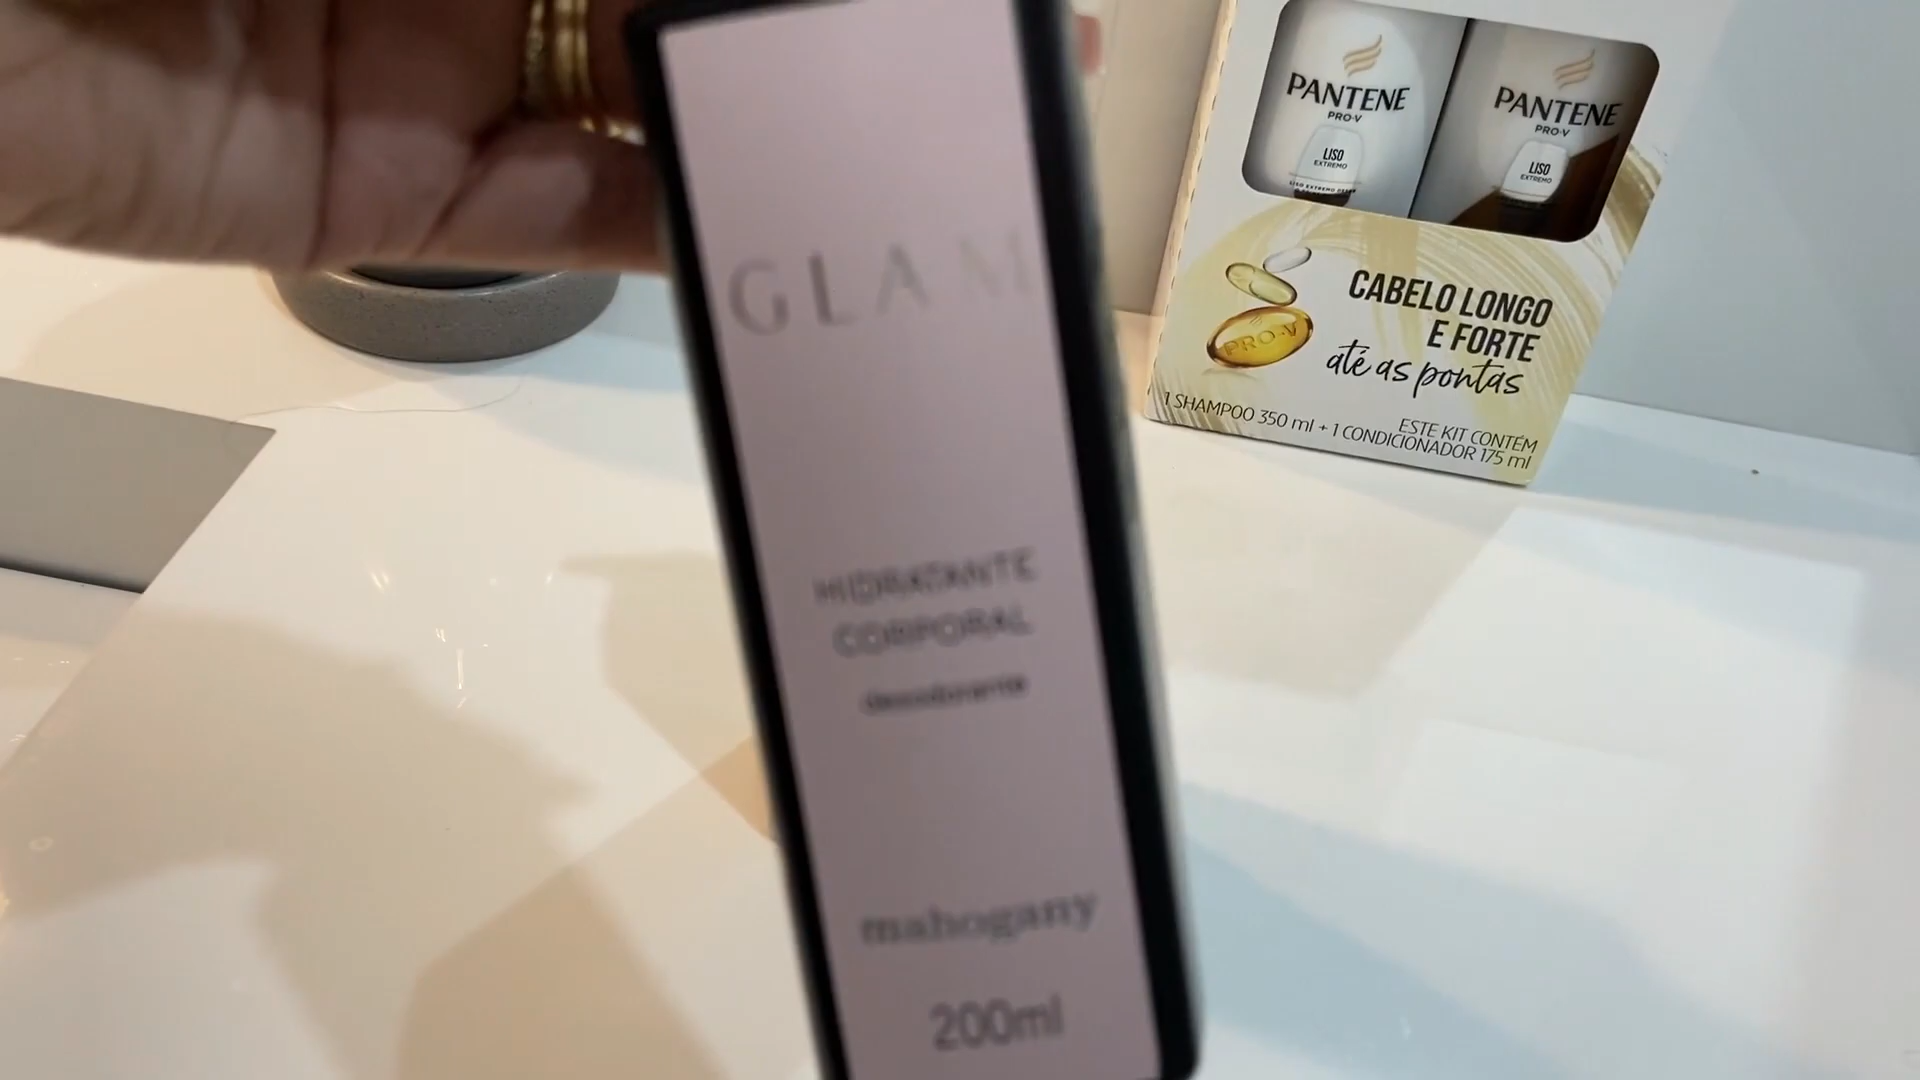 GLAM
HIDRATANTE
CORPORAL
desodorante
mahogany
200ml
PANTENE
PRO-V
LISO
EXTREMO
PANTENE
PRO-V
LISO
EXTREMO
PRO-V
CABELO LONGO
E FORTE
até as pontas
ESTE KIT CONTÉM
1 SHAMPOO 350 ml + 1 CONDICIONADOR 175 ml